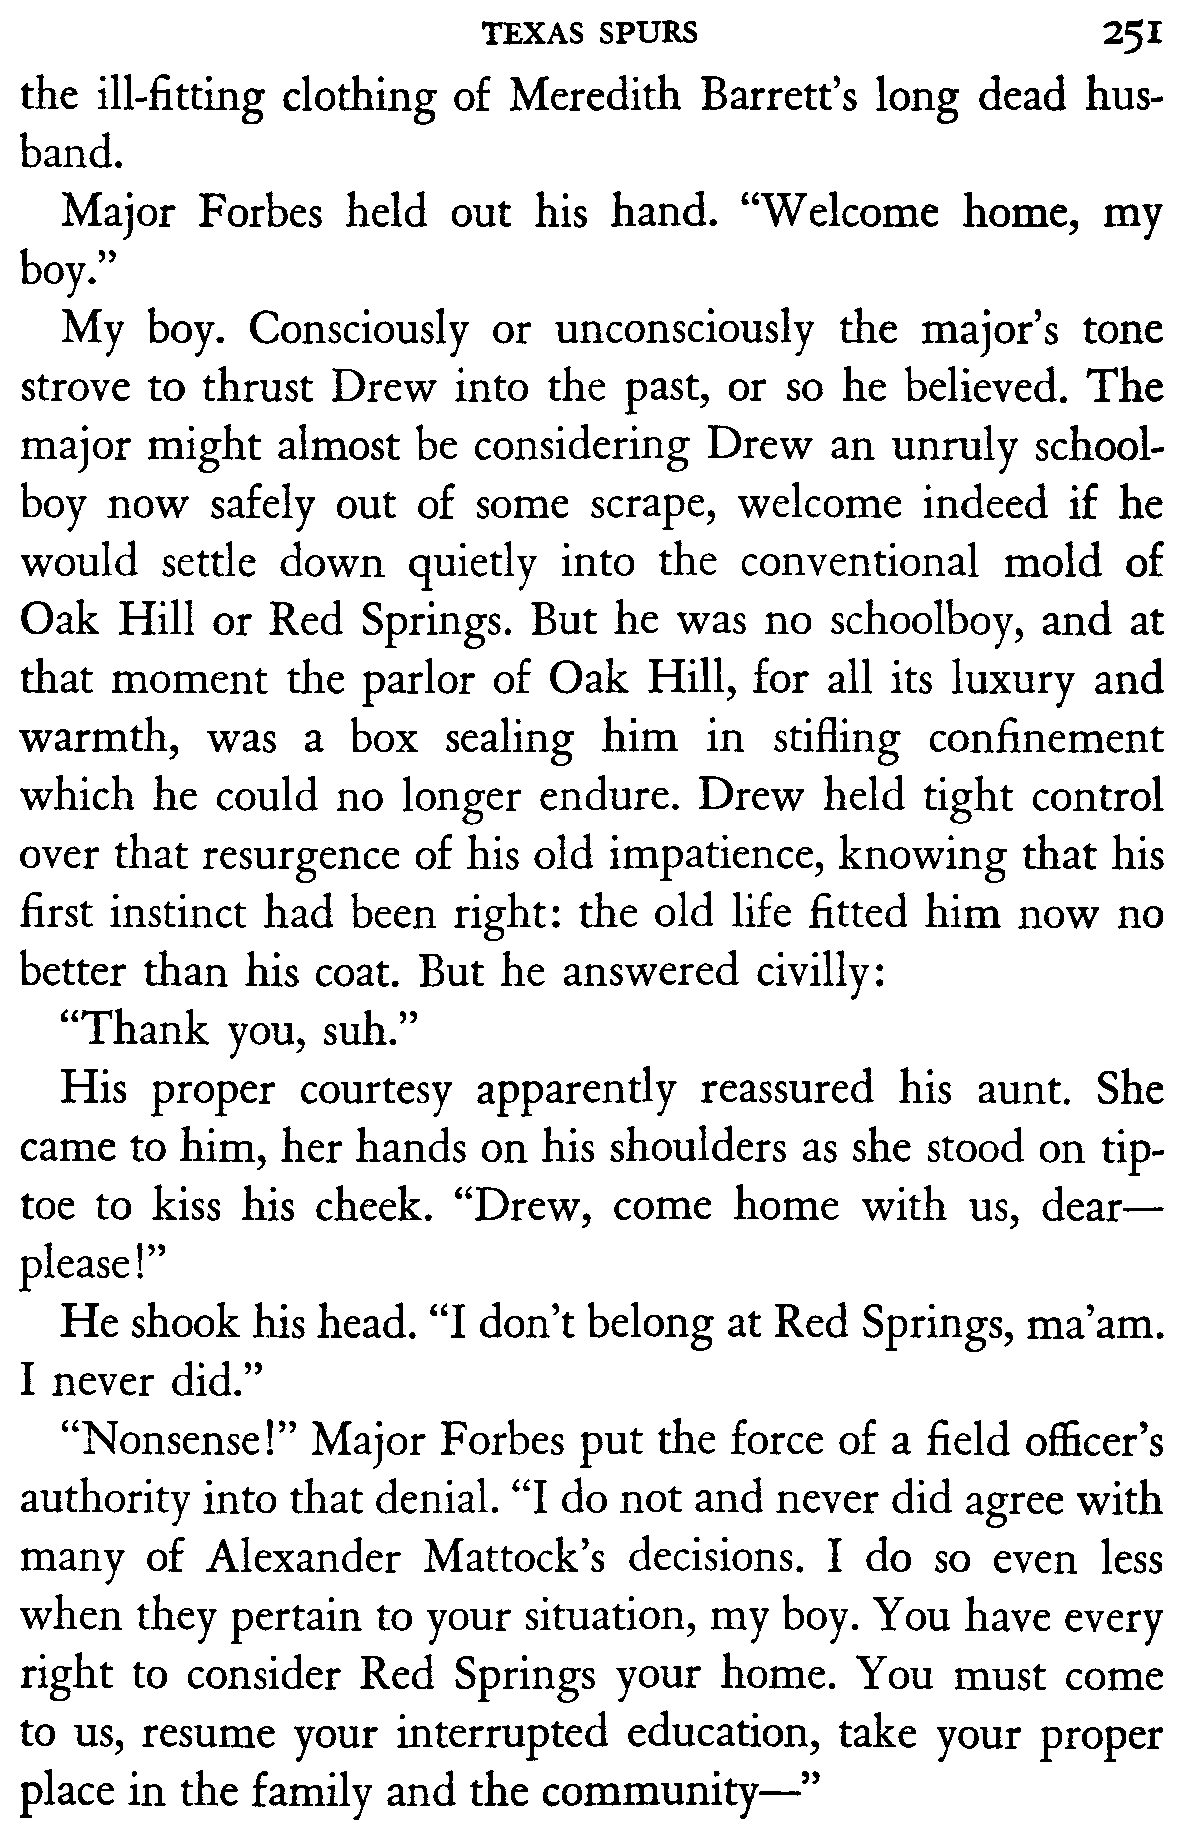 TEXAS SPURS 251
the ill-fitting clothing of Meredith Barrett's long dead hus-
band.
Major Forbes held out his hand. “Welcome home, my
boy.”
My boy. Consciously or unconsciously the major's tone
strove to thrust Drew into the past, or so he believed. The
major might almost be considering Drew an unruly school-
boy now safely out of some scrape, welcome indeed if he
would settle down quietly into the conventional mold of
Oak Hill or Red Springs. But he was no schoolboy, and at
that moment the parlor of Oak Hill, for all its luxury and
warmth, was a box sealing him in stifling confinement
which he could no longer endure. Drew held tight control
over that resurgence of his old impatience, knowing that his
first instinct had been right: the old life fitted him now no
better than his coat. But he answered civilly:
“Thank you, suh.”
His proper courtesy apparently reassured his aunt. She
came to him, her hands on his shoulders as she stood on tip-
toe to kiss his cheek. “Drew, come home with us, dear—
please!”
He shook his head. “I don't belong at Red Springs, ma'am.
I never did.”
“Nonsense!” Major Forbes put the force of a field officer's
authority into that denial. “I do not and never did agree with
many of Alexander Mattock's decisions. I do so even less
when they pertain to your situation, my boy. You have every
right to consider Red Springs your home. You must come
to us, resume your interrupted education, take your proper
place in the family and the community—”